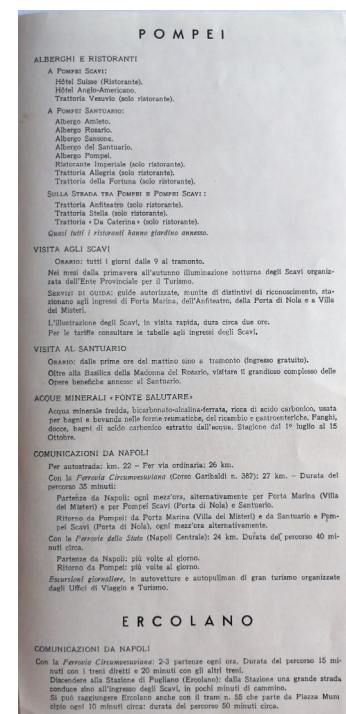 POMPEI
ALBERGHI E RISTORANTI
A POMPEI SCAVI:
Hôtel Suisse (Ristorante).
Hôtel Anglo-Americano.
Trattoria Vesuvio (solo ristorante).
A POMPEI SANTUARIO:
Albergo Amleto.
Albergo Rosario.
Albergo Sansone.
Albergo del Santuario.
Albergo Pompei.
Ristorante Imperiale (solo ristorante).
Trattoria Allegria (solo ristorante).
Trattoria della Fortuna (solo ristorante).
SULLA STRADA TRA POMPEI E POMPEI SCAVI:
Trattoria Anfiteatro (solo ristorante).
Trattoria Stella (solo ristorante).
Trattoria « Da Caterina » (solo ristorante).
Quasi tutti i ristoranti hanno giardino annesso.
VISITA AGLI SCAVI
ORARIO: tutti i giorni dalle 9 al tramonto.
Nei mesi dalla primavera all'autunno illuminazione notturna degli Scavi organiz-
zata dall'Ente Provinciale per il Turismo.
SERVIZI DI GUIDA: guide autorizzate, munite di distintivi di riconoscimento, sta-
zionano agli ingressi di Porta Marina, dell'Anfiteatro, della Porta di Nola e a Villa
dei Misteri.
L'illustrazione degli Scavi, in visita rapida, dura circa due ore.
Per le tariffe consultare le tabelle agli ingressi degli Scavi.
VISITA AL SANTUARIO
ORARIO: dalle prime ore del mattino sino a tramonto (ingresso gratuito).
Oltre alla Basilica della Madonna del Rosario, visitare il grandioso complesso delle
Opere benefiche annesse al Santuario.
ACQUE MINERALI « FONTE SALUTARE »
Acqua minerale fredda, bicarbonato-alcalina-ferrata, ricca di acido carbonico, usata
per bagni e bevanda nelle forme reumatiche, del ricambio e gastroenteriche. Fanghi,
docce, bagni di acido carbonico estratto dall'acqua. Stagione dal 1º luglio al 15
Ottobre.
COMUNICAZIONI DA NAPOLI
Per autostrada: km. 22 - Per via ordinaria: 26 km.
Con la Ferrovia Circumvesuviana (Corso Garibaldi n. 387): 27 km. - Durata del
percorso 35 minuti:
Partenze da Napoli: ogni mezz'ora, alternativamente per Porta Marina (Villa
dei Misteri) e per Pompei Scavi (Porta di Nola) e Santuario.
Ritorno da Pompei: da Porta Marina (Villa dei Misteri) e da Santuario e Pom-
pei Scavi (Porta di Nola), ogni mezz'ora alternativamente.
Con le Ferrovie dello Stato (Napoli Centrale): 24 km. Durata del percorso 40 mi-
nuti circa.
Partenze da Napoli: più volte al giorno.
Ritorno da Pompei: più volte al giorno.
Escursioni giornaliere, in autovetture e autopullman di gran turismo organizzate
dagli Uffici di Viaggio e Turismo.
ERCOLANO
COMUNICAZIONI DA NAPOLI
Con la Ferrovia Circumvesuviana: 2-3 partenze ogni ora. Durata del percorso 15 mi-
nuti con i treni diretti e 20 minuti con gli altri treni.
Discendere alla Stazione di Pugliano (Ercolano): dalla Stazione una grande strada
conduce sino all'ingresso degli Scavi, in pochi minuti di cammino.
Si può raggiungere Ercolano anche con il tram n. 55 che parte da Piazza Muni
cipio ogni 10 minuti circa: durata del percorso 50 minuti circa.